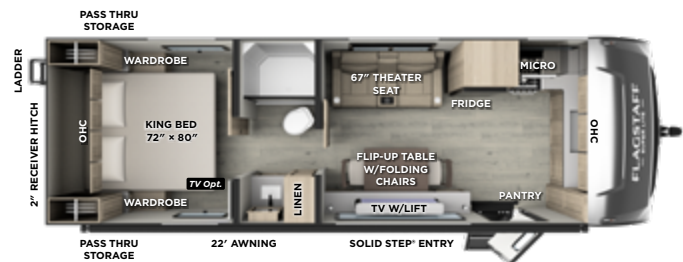 PASS THRU
STORAGE
LADDER
2" RECEIVER HITCH
WARDROBE
OHC
KING BED
72" × 80"
TV Opt.
WARDROBE
67" THEATER
SEAT
MICRO
FRIDGE
OHC
FLAGSTAFF
FLIP-UP TABLE
W/FOLDING
CHAIRS
LINEN
TV W/LIFT
PANTRY
PASS THRU
STORAGE
22' AWNING
SOLID STEP® ENTRY